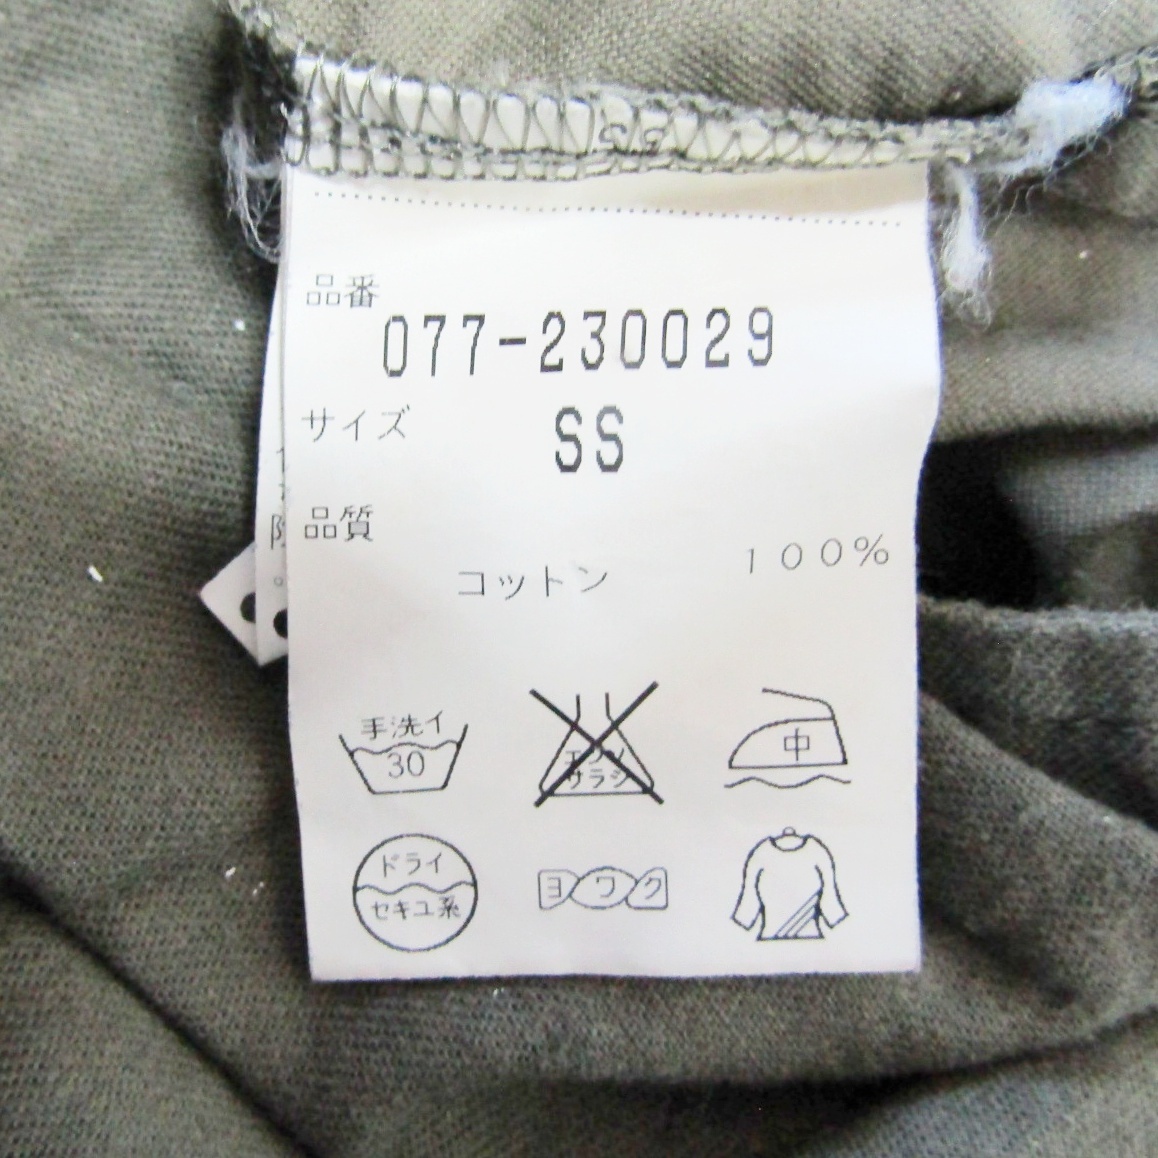 SS
品番
077-230029
サイズ SS
品質
コットン 100%
手洗イ
30
エンソ
サラシ
中
ドライ
セキユ系
ヨワク